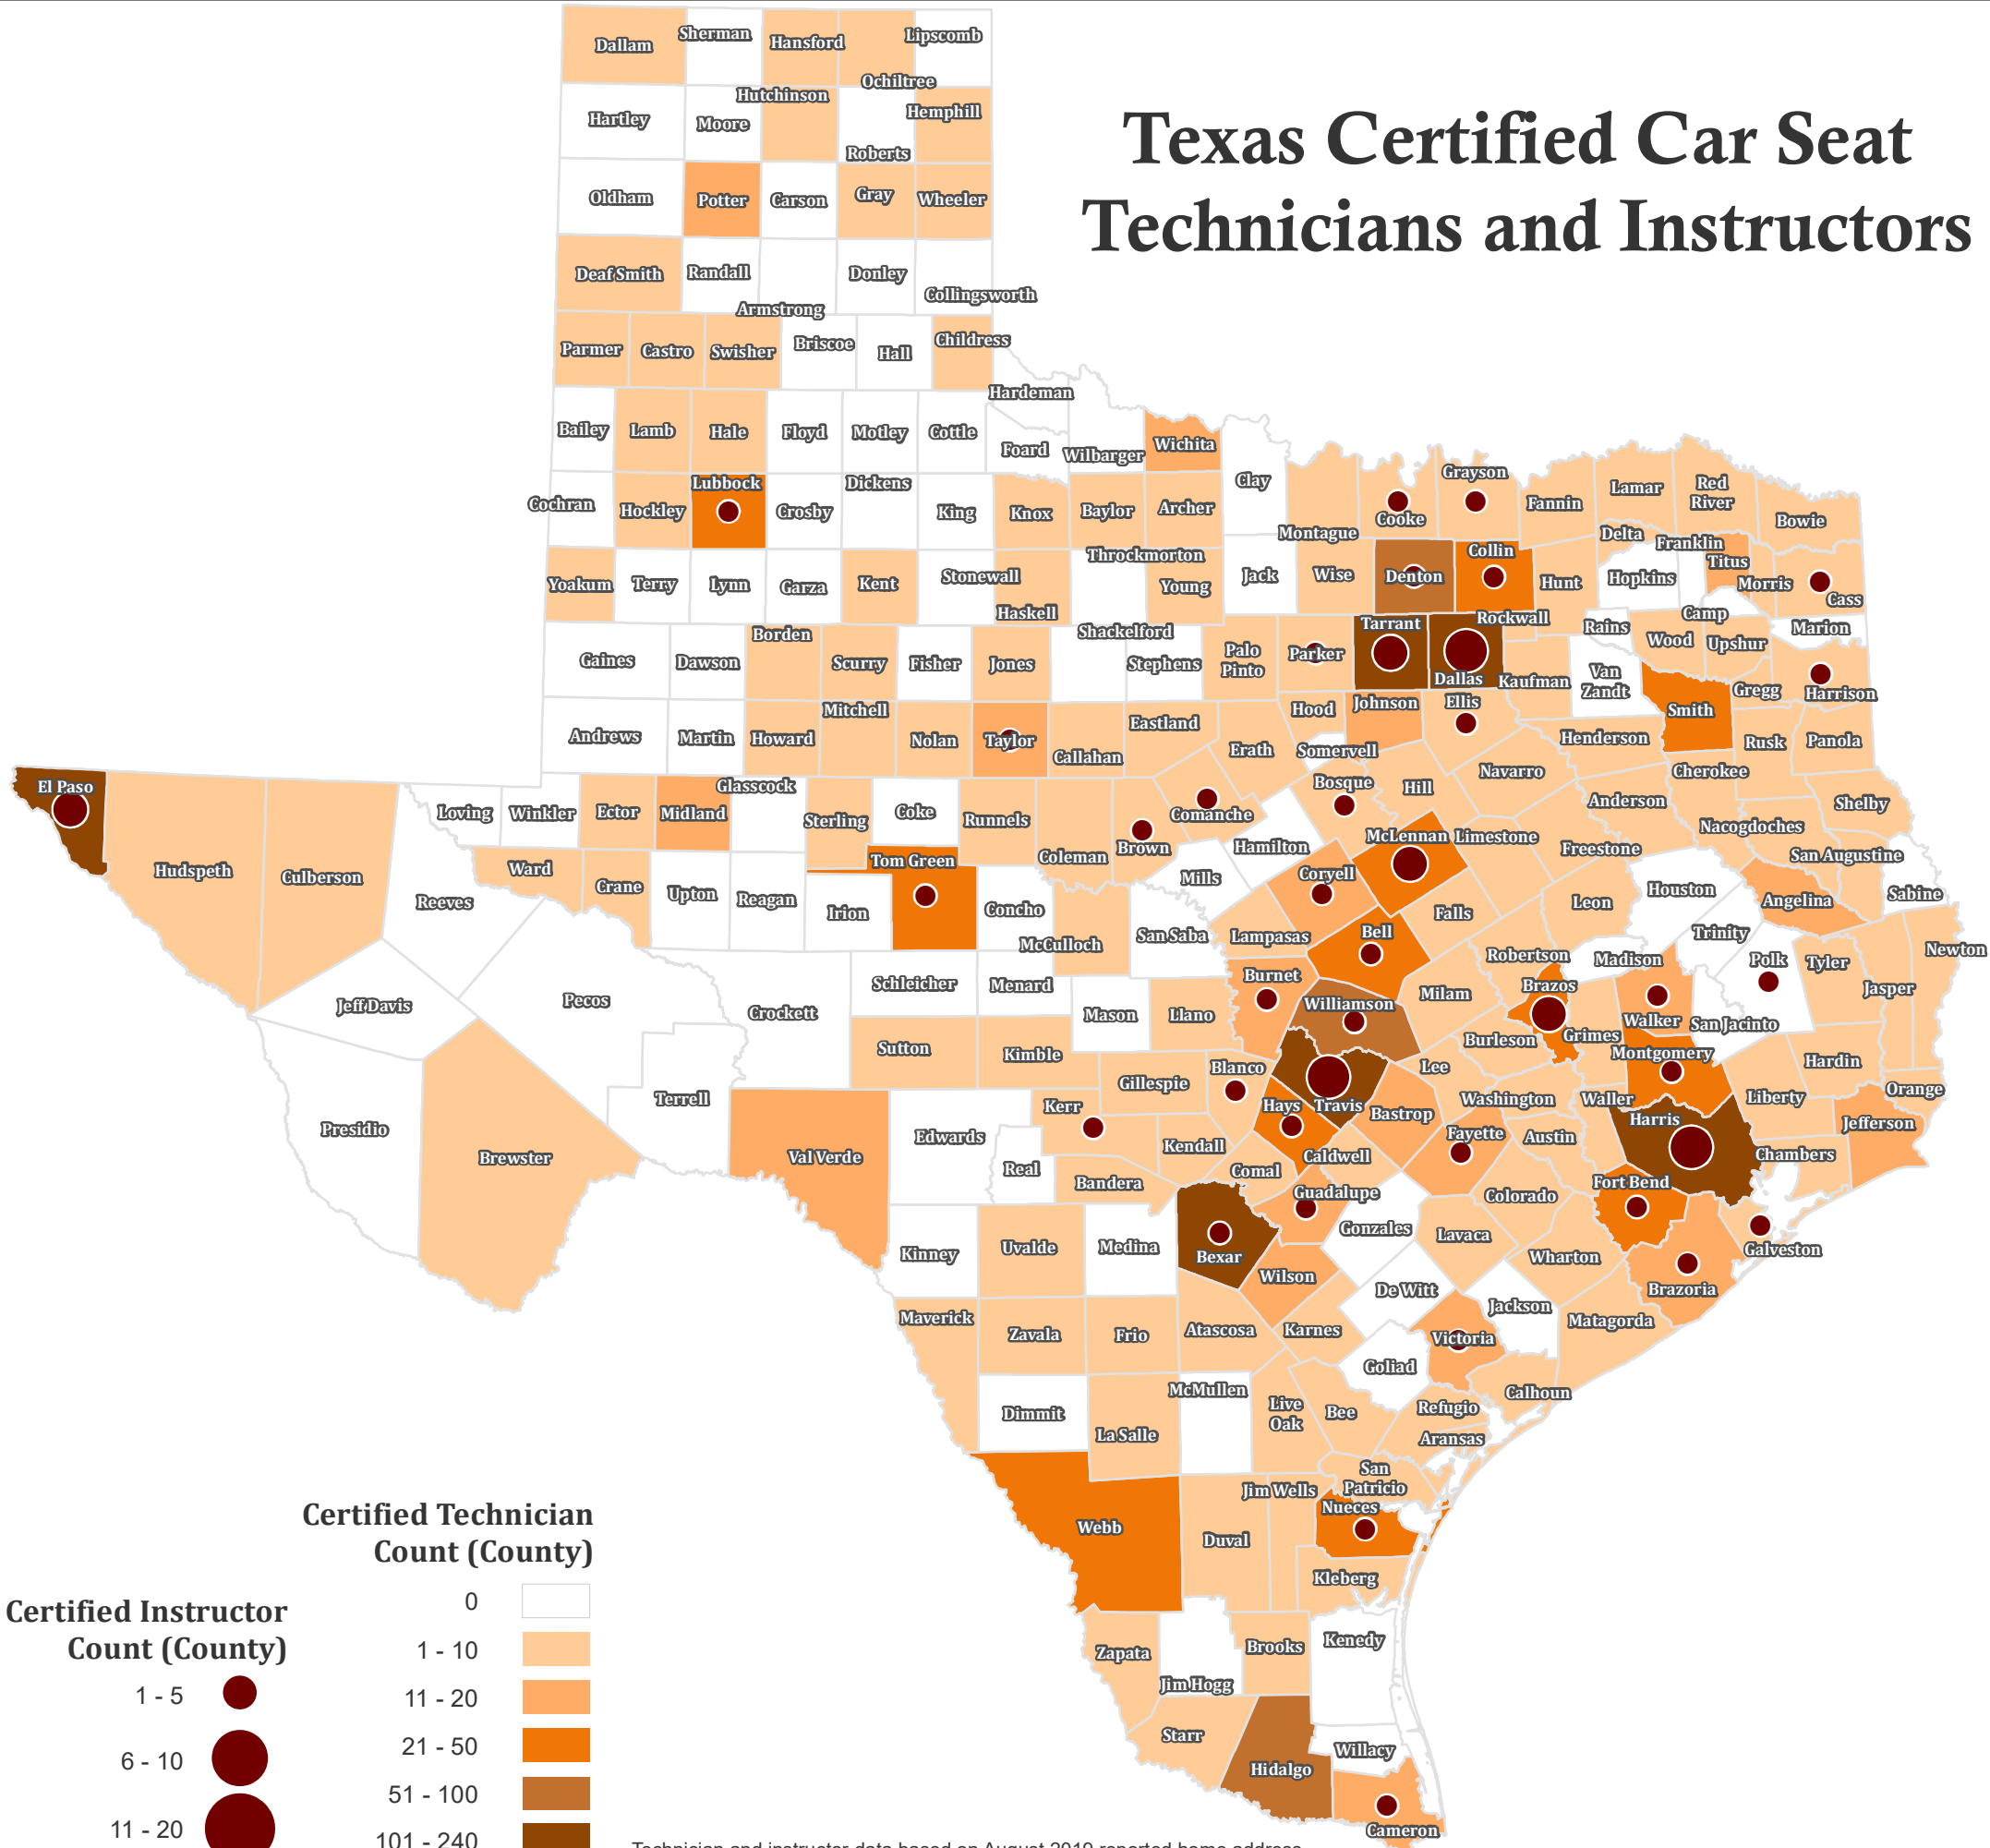 Texas Certified Car Seat
Technicians and Instructors
Dallam
Sherman
Hansford
Ochiltree
Lipscomb
Hartley
Moore
Hutchinson
Roberts
Hemphill
Oldham
Potter
Carson
Gray
Wheeler
Deaf Smith
Randall
Armstrong
Donley
Collingsworth
Parmer
Castro
Swisher
Briscoe
Hall
Childress
Hardeman
Bailey
Lamb
Hale
Floyd
Motley
Cottle
Foard
Wilbarger
Wichita
Clay
Cochran
Hockley
Lubbock
Crosby
Dickens
King
Knox
Baylor
Archer
Montague
Cooke
Grayson
Fannin
Lamar
Red
River
Bowie
Delta
Franklin
Titus
Morris
Cass
Yoakum
Terry
Lynn
Garza
Kent
Stonewall
Haskell
Throckmorton
Young
Jack
Wise
Denton
Collin
Hunt
Hopkins
Camp
Rockwall
Rains
Wood
Upshur
Marion
Gaines
Dawson
Borden
Scurry
Fisher
Jones
Shackelford
Stephens
Palo
Pinto
Parker
Tarrant
Dallas
Kaufman
Van
Zandt
Smith
Gregg
Harrison
Andrews
Martin
Howard
Mitchell
Nolan
Taylor
Callahan
Eastland
Erath
Hood
Somervell
Johnson
Ellis
Henderson
Rusk
Panola
El Paso
Hudspeth
Culberson
Loving
Winkler
Ector
Midland
Glasscock
Sterling
Coke
Runnels
Coleman
Brown
Comanche
Bosque
Hill
Navarro
Anderson
Cherokee
Nacogdoches
Shelby
Reeves
Ward
Crane
Upton
Reagan
Irion
Tom Green
Concho
McCulloch
San Saba
Mills
Hamilton
Coryell
McLennan
Limestone
Freestone
Leon
Houston
Angelina
San Augustine
Sabine
Jeff Davis
Pecos
Crockett
Schleicher
Menard
Mason
Llano
Lampasas
Burnet
Bell
Falls
Williamson
Milam
Robertson
Brazos
Madison
Grimes
Walker
Trinity
Polk
San Jacinto
Tyler
Jasper
Newton
Presidio
Brewster
Terrell
Val Verde
Sutton
Kimble
Edwards
Real
Kerr
Gillespie
Blanco
Kendall
Bandera
Hays
Travis
Comal
Caldwell
Guadalupe
Bastrop
Lee
Burleson
Washington
Fayette
Austin
Waller
Montgomery
Harris
Liberty
Hardin
Orange
Jefferson
Chambers
Fort Bend
Galveston
Brazoria
Colorado
Wharton
Lavaca
Gonzales
Kinney
Uvalde
Medina
Bexar
Wilson
De Witt
Jackson
Matagorda
Maverick
Zavala
Frio
Atascosa
Karnes
Victoria
Goliad
Calhoun
Dimmit
La Salle
McMullen
Live
Oak
Bee
Refugio
Aransas
San
Patricio
Webb
Duval
Jim Wells
Nueces
Kleberg
Zapata
Jim Hogg
Brooks
Kenedy
Starr
Hidalgo
Willacy
Cameron
Certified Technician
Count (County)
0
1 - 10
11 - 20
21 - 50
51 - 100
101 - 240
Certified Instructor
Count (County)
1 - 5
6 - 10
11 - 20
Technician and instructor data based on August 2019 reported home address